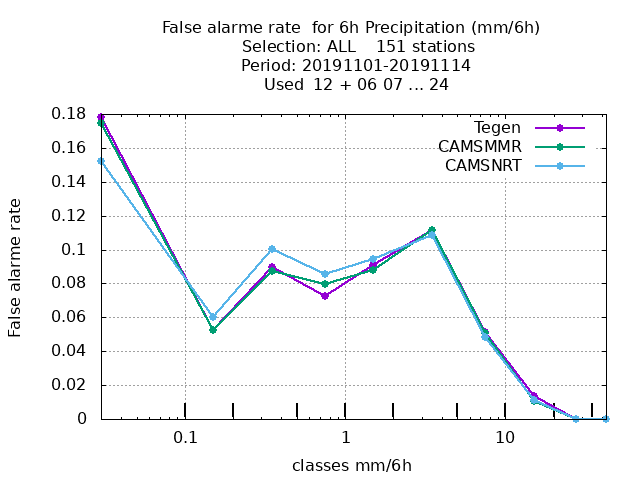 False alarme rate  for 6h Precipitation (mm/6h)
Selection: ALL    151 stations
Period: 20191101-20191114
Used  12 + 06 07 ... 24
Tegen
CAMSMMR
CAMSNRT
0.18
0.16
0.14
0.12
0.1
0.08
0.06
0.04
0.02
0
False alarme rate
0.1 1 10
classes mm/6h